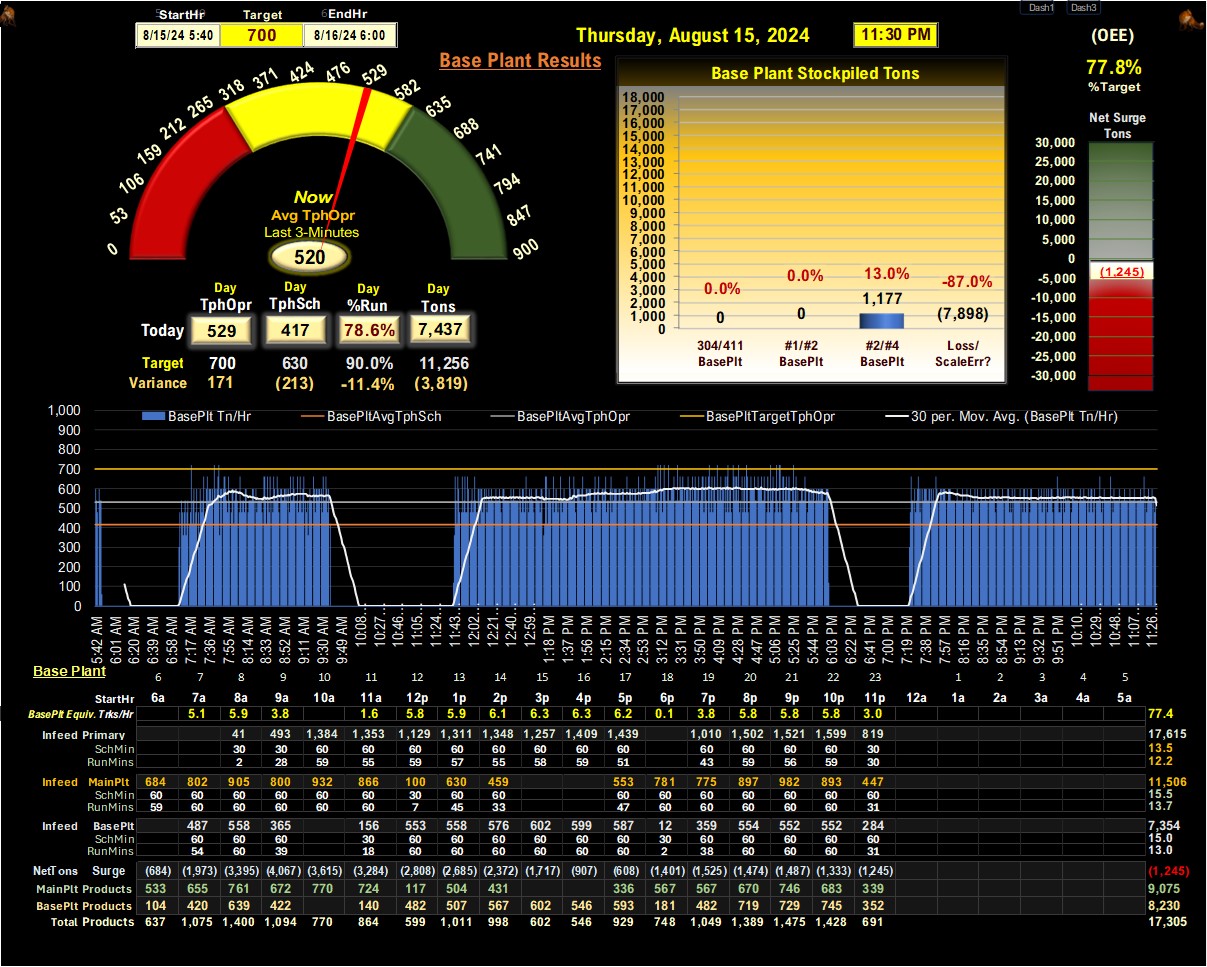 Dash1 Dash3
StartHr Target EndHr
8/15/24 5:40 700 8/16/24 6:00
Thursday, August 15, 2024 11:30 PM
(OEE)
77.8%
%Target
Base Plant Results
0 53 106 159 212 265 318 371 424 476 529 582 635 688 741 794 847 900
Now
Avg TphOpr
Last 3-Minutes
520
Day Day Day Day
TphOpr TphSch %Run Tons
Today 529 417 78.6% 7,437
Target 700 630 90.0% 11,256
Variance 171 (213) -11.4% (3,819)
Base Plant Stockpiled Tons
18,000
17,000
16,000
15,000
14,000
13,000
12,000
11,000
10,000
9,000
8,000
7,000
6,000
5,000
4,000
3,000
2,000
1,000
0
0.0% 0.0% 13.0% -87.0%
0 0 1,177 (7,898)
304/411 #1/#2 #2/#4 Loss/
BasePlt BasePlt BasePlt ScaleErr?
Net Surge
Tons
30,000
25,000
20,000
15,000
10,000
5,000
0
-5,000
-10,000
-15,000
-20,000
-25,000
-30,000
(1,245)
BasePlt Tn/Hr BasePltAvgTphSch BasePltAvgTphOpr BasePltTargetTphOpr 30 per. Mov. Avg. (BasePlt Tn/Hr)
1,000
900
800
700
600
500
400
300
200
100
0
5:42 AM 6:01 AM 6:20 AM 6:39 AM 6:58 AM 7:17 AM 7:36 AM 7:55 AM 8:14 AM 8:33 AM 8:52 AM 9:11 AM 9:30 AM 9:49 AM 10:08... 10:27... 10:46... 11:05... 11:24... 11:43... 12:02... 12:21... 12:40... 12:59... 1:18 PM 1:37 PM 1:56 PM 2:15 PM 2:34 PM 2:53 PM 3:12 PM 3:31 PM 3:50 PM 4:09 PM 4:28 PM 4:47 PM 5:06 PM 5:25 PM 5:44 PM 6:03 PM 6:22 PM 6:41 PM 7:00 PM 7:19 PM 7:38 PM 7:57 PM 8:16 PM 8:35 PM 8:54 PM 9:13 PM 9:32 PM 9:51 PM 10:10... 10:29... 10:48... 11:07... 11:26...
Base Plant
6 7 8 9 10 11 12 13 14 15 16 17 18 19 20 21 22 23 1 2 3 4 5
StartHr 6a 7a 8a 9a 10a 11a 12p 1p 2p 3p 4p 5p 6p 7p 8p 9p 10p 11p 12a 1a 2a 3a 4a 5a
BasePlt Equiv. Trks/Hr 5.1 5.9 3.8 1.6 5.8 5.9 6.1 6.3 6.3 6.2 0.1 3.8 5.8 5.8 5.8 3.0 77.4
Infeed Primary 41 493 1,384 1,353 1,129 1,311 1,348 1,257 1,409 1,439 1,010 1,502 1,521 1,599 819 17,615
SchMin 30 30 60 60 60 60 60 60 60 60 60 60 60 60 30 13.5
RunMins 2 28 59 55 59 57 55 58 59 51 43 59 56 59 30 12.2
Infeed MainPlt 684 802 905 800 932 866 100 630 459 553 781 775 897 982 893 447 11,506
SchMin 60 60 60 60 60 60 30 60 60 60 60 60 60 60 60 30 15.5
RunMins 59 60 60 60 60 60 7 45 33 47 60 60 60 60 60 31 13.7
Infeed BasePlt 487 558 365 156 553 558 576 602 599 587 12 359 554 552 552 284 7,354
SchMin 60 60 60 30 60 60 60 60 60 60 30 60 60 60 60 30 15.0
RunMins 54 60 39 18 60 60 60 60 60 60 2 38 60 60 60 31 13.0
NetTons Surge (684) (1,973) (3,395) (4,067) (3,615) (3,284) (2,808) (2,685) (2,372) (1,717) (907) (608) (1,401) (1,525) (1,474) (1,487) (1,333) (1,245) (1,245)
MainPlt Products 533 655 761 672 770 724 117 504 431 336 567 567 670 746 683 339 9,075
BasePlt Products 104 420 639 422 140 482 507 567 602 546 593 181 482 719 729 745 352 8,230
Total Products 637 1,075 1,400 1,094 770 864 599 1,011 998 602 546 929 748 1,049 1,389 1,475 1,428 691 17,305